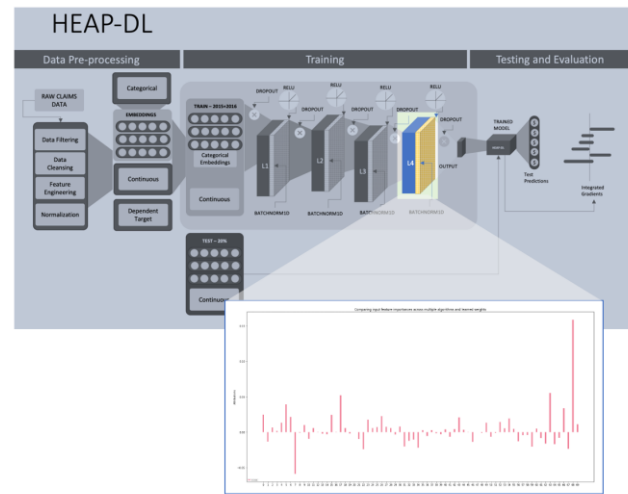 HEAP-DL
Data Pre-processing
Training
Testing and Evaluation
RAW CLAIMS
DATA
Data Filtering
Data
Cleansing
Feature
Engineering
Normalization
Categorical
EMBEDDINGS
Continuous
Dependent
Target
TRAIN – 2015+2016
Categorical
Embeddings
Continuous
DROPOUT
RELU
DROPOUT
RELU
DROPOUT
RELU
DROPOUT
RELU
DROPOUT
L1
L2
L3
L4
BATCHNORM1D
BATCHNORM1D
BATCHNORM1D
BATCHNORM1D
OUTPUT
TRAINED
MODEL
Test
Predictions
Integrated
Gradients
TEST – 20%
Continuous
Comparing input feature importances across multiple algorithms and learned weights